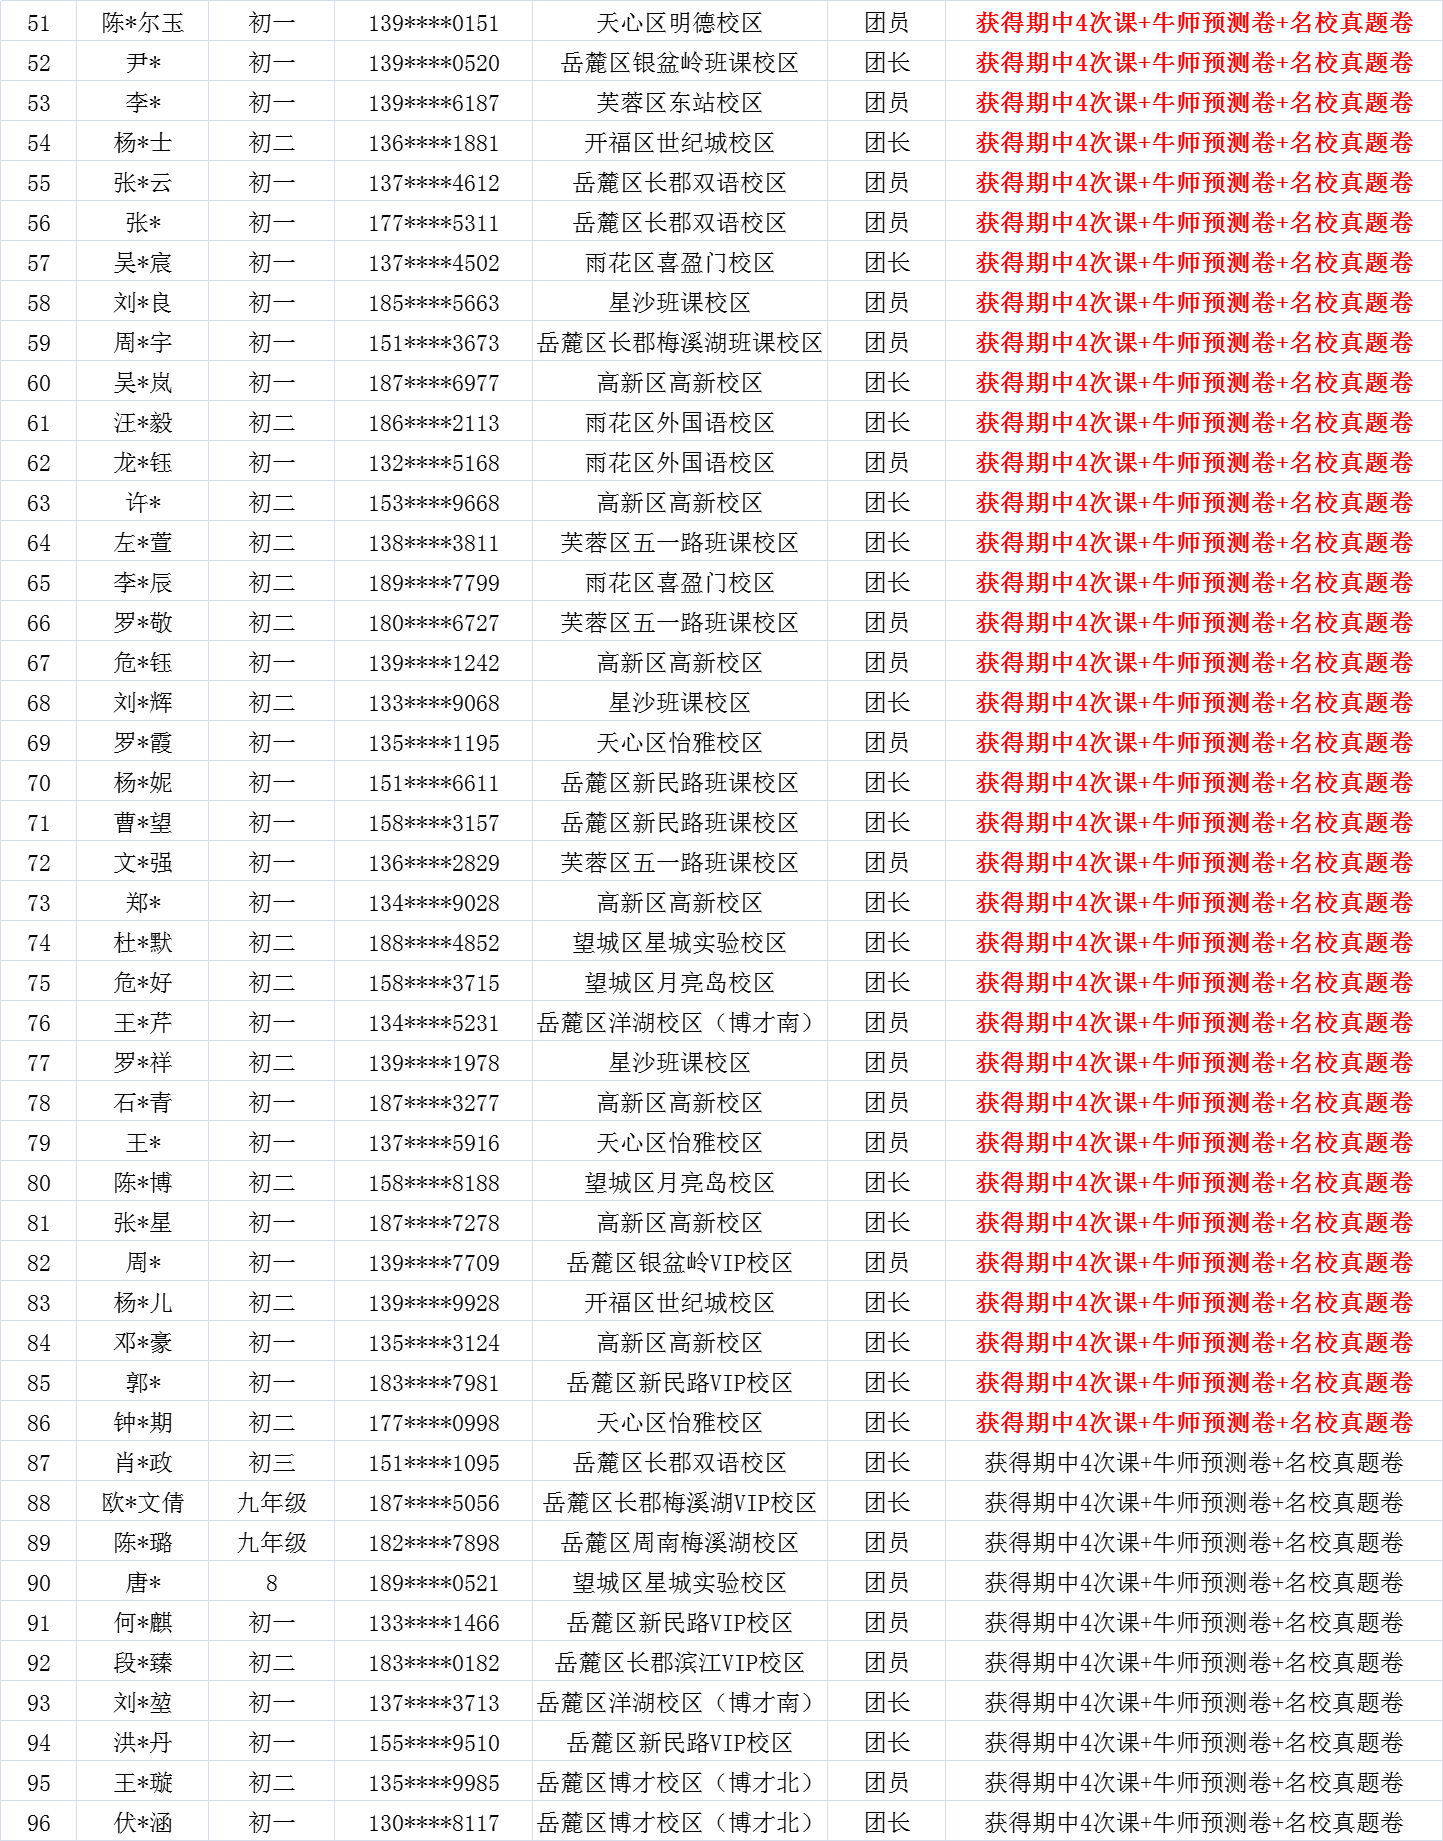 51 陈*尔玉 初一 139****0151 天心区明德校区 团员 获得期中4次课+牛师预测卷+名校真题卷
52 尹* 初一 139****0520 岳麓区银盆岭班课校区 团长 获得期中4次课+牛师预测卷+名校真题卷
53 李* 初一 139****6187 芙蓉区东站校区 团员 获得期中4次课+牛师预测卷+名校真题卷
54 杨*士 初二 136****1881 开福区世纪城校区 团长 获得期中4次课+牛师预测卷+名校真题卷
55 张*云 初一 137****4612 岳麓区长郡双语校区 团员 获得期中4次课+牛师预测卷+名校真题卷
56 张* 初一 177****5311 岳麓区长郡双语校区 团员 获得期中4次课+牛师预测卷+名校真题卷
57 吴*宸 初一 137****4502 雨花区喜盈门校区 团长 获得期中4次课+牛师预测卷+名校真题卷
58 刘*良 初一 185****5663 星沙班课校区 团员 获得期中4次课+牛师预测卷+名校真题卷
59 周*宇 初一 151****3673 岳麓区长郡梅溪湖班课校区 团员 获得期中4次课+牛师预测卷+名校真题卷
60 吴*岚 初一 187****6977 高新区高新校区 团长 获得期中4次课+牛师预测卷+名校真题卷
61 汪*毅 初二 186****2113 雨花区外国语校区 团长 获得期中4次课+牛师预测卷+名校真题卷
62 龙*钰 初一 132****5168 雨花区外国语校区 团员 获得期中4次课+牛师预测卷+名校真题卷
63 许* 初二 153****9668 高新区高新校区 团长 获得期中4次课+牛师预测卷+名校真题卷
64 左*萱 初二 138****3811 芙蓉区五一路班课校区 团长 获得期中4次课+牛师预测卷+名校真题卷
65 李*辰 初二 189****7799 雨花区喜盈门校区 团长 获得期中4次课+牛师预测卷+名校真题卷
66 罗*敬 初二 180****6727 芙蓉区五一路班课校区 团员 获得期中4次课+牛师预测卷+名校真题卷
67 危*钰 初一 139****1242 高新区高新校区 团员 获得期中4次课+牛师预测卷+名校真题卷
68 刘*辉 初二 133****9068 星沙班课校区 团长 获得期中4次课+牛师预测卷+名校真题卷
69 罗*霞 初一 135****1195 天心区怡雅校区 团员 获得期中4次课+牛师预测卷+名校真题卷
70 杨*妮 初一 151****6611 岳麓区新民路班课校区 团长 获得期中4次课+牛师预测卷+名校真题卷
71 曹*望 初一 158****3157 岳麓区新民路班课校区 团长 获得期中4次课+牛师预测卷+名校真题卷
72 文*强 初一 136****2829 芙蓉区五一路班课校区 团员 获得期中4次课+牛师预测卷+名校真题卷
73 郑* 初一 134****9028 高新区高新校区 团长 获得期中4次课+牛师预测卷+名校真题卷
74 杜*默 初二 188****4852 望城区星城实验校区 团长 获得期中4次课+牛师预测卷+名校真题卷
75 危*好 初二 158****3715 望城区月亮岛校区 团长 获得期中4次课+牛师预测卷+名校真题卷
76 王*芹 初一 134****5231 岳麓区洋湖校区（博才南） 团员 获得期中4次课+牛师预测卷+名校真题卷
77 罗*祥 初二 139****1978 星沙班课校区 团员 获得期中4次课+牛师预测卷+名校真题卷
78 石*青 初一 187****3277 高新区高新校区 团员 获得期中4次课+牛师预测卷+名校真题卷
79 王* 初一 137****5916 天心区怡雅校区 团员 获得期中4次课+牛师预测卷+名校真题卷
80 陈*博 初二 158****8188 望城区月亮岛校区 团长 获得期中4次课+牛师预测卷+名校真题卷
81 张*星 初一 187****7278 高新区高新校区 团长 获得期中4次课+牛师预测卷+名校真题卷
82 周* 初一 139****7709 岳麓区银盆岭VIP校区 团员 获得期中4次课+牛师预测卷+名校真题卷
83 杨*儿 初二 139****9928 开福区世纪城校区 团长 获得期中4次课+牛师预测卷+名校真题卷
84 邓*豪 初一 135****3124 高新区高新校区 团长 获得期中4次课+牛师预测卷+名校真题卷
85 郭* 初一 183****7981 岳麓区新民路VIP校区 团长 获得期中4次课+牛师预测卷+名校真题卷
86 钟*期 初二 177****0998 天心区怡雅校区 团长 获得期中4次课+牛师预测卷+名校真题卷
87 肖*政 初三 151****1095 岳麓区长郡双语校区 团长 获得期中4次课+牛师预测卷+名校真题卷
88 欧*文倩 九年级 187****5056 岳麓区长郡梅溪湖VIP校区 团长 获得期中4次课+牛师预测卷+名校真题卷
89 陈*璐 九年级 182****7898 岳麓区周南梅溪湖校区 团员 获得期中4次课+牛师预测卷+名校真题卷
90 唐* 8 189****0521 望城区星城实验校区 团员 获得期中4次课+牛师预测卷+名校真题卷
91 何*麒 初一 133****1466 岳麓区新民路VIP校区 团员 获得期中4次课+牛师预测卷+名校真题卷
92 段*臻 初二 183****0182 岳麓区长郡滨江VIP校区 团员 获得期中4次课+牛师预测卷+名校真题卷
93 刘*堃 初一 137****3713 岳麓区洋湖校区（博才南） 团长 获得期中4次课+牛师预测卷+名校真题卷
94 洪*丹 初一 155****9510 岳麓区新民路VIP校区 团长 获得期中4次课+牛师预测卷+名校真题卷
95 王*璇 初二 135****9985 岳麓区博才校区（博才北） 团员 获得期中4次课+牛师预测卷+名校真题卷
96 伏*涵 初一 130****8117 岳麓区博才校区（博才北） 团长 获得期中4次课+牛师预测卷+名校真题卷